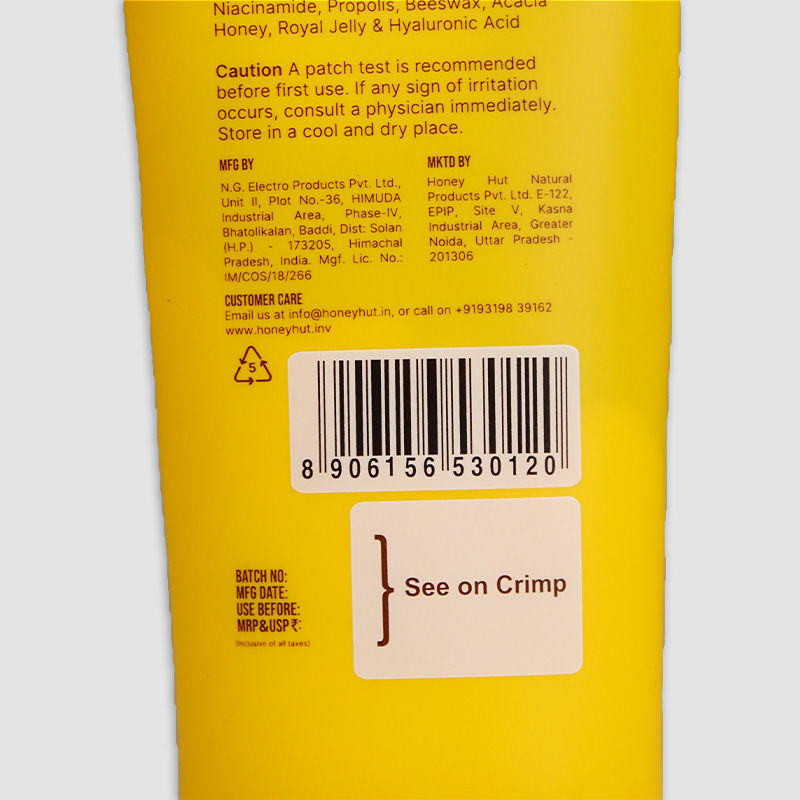 Niacinamide, Propolis, Beeswax, Acacia
Honey, Royal Jelly & Hyaluronic Acid
Caution A patch test is recommended
before first use. If any sign of irritation
occurs, consult a physician immediately.
Store in a cool and dry place.
MFG BY
N.G. Electro Products Pvt. Ltd.,
Unit II, Plot No.-36, HIMUDA
Industrial Area, Phase-IV,
Bhatolikalan, Baddi, Dist: Solan
(H.P.) - 173205, Himachal
Pradesh, India. Mgf. Lic. No.:
IM/COS/18/266
MKTD BY
Honey Hut Natural
Products Pvt. Ltd. E-122,
EPIP, Site V, Kasna
Industrial Area, Greater
Noida, Uttar Pradesh -
201306
CUSTOMER CARE
Email us at info@honeyhut.in, or call on +9193198 39162
www.honeyhut.inv
5
8 906156 530120
BATCH NO:
MFG DATE:
USE BEFORE:
MRP&USP ₹:
(Inclusive of all taxes)
} See on Crimp